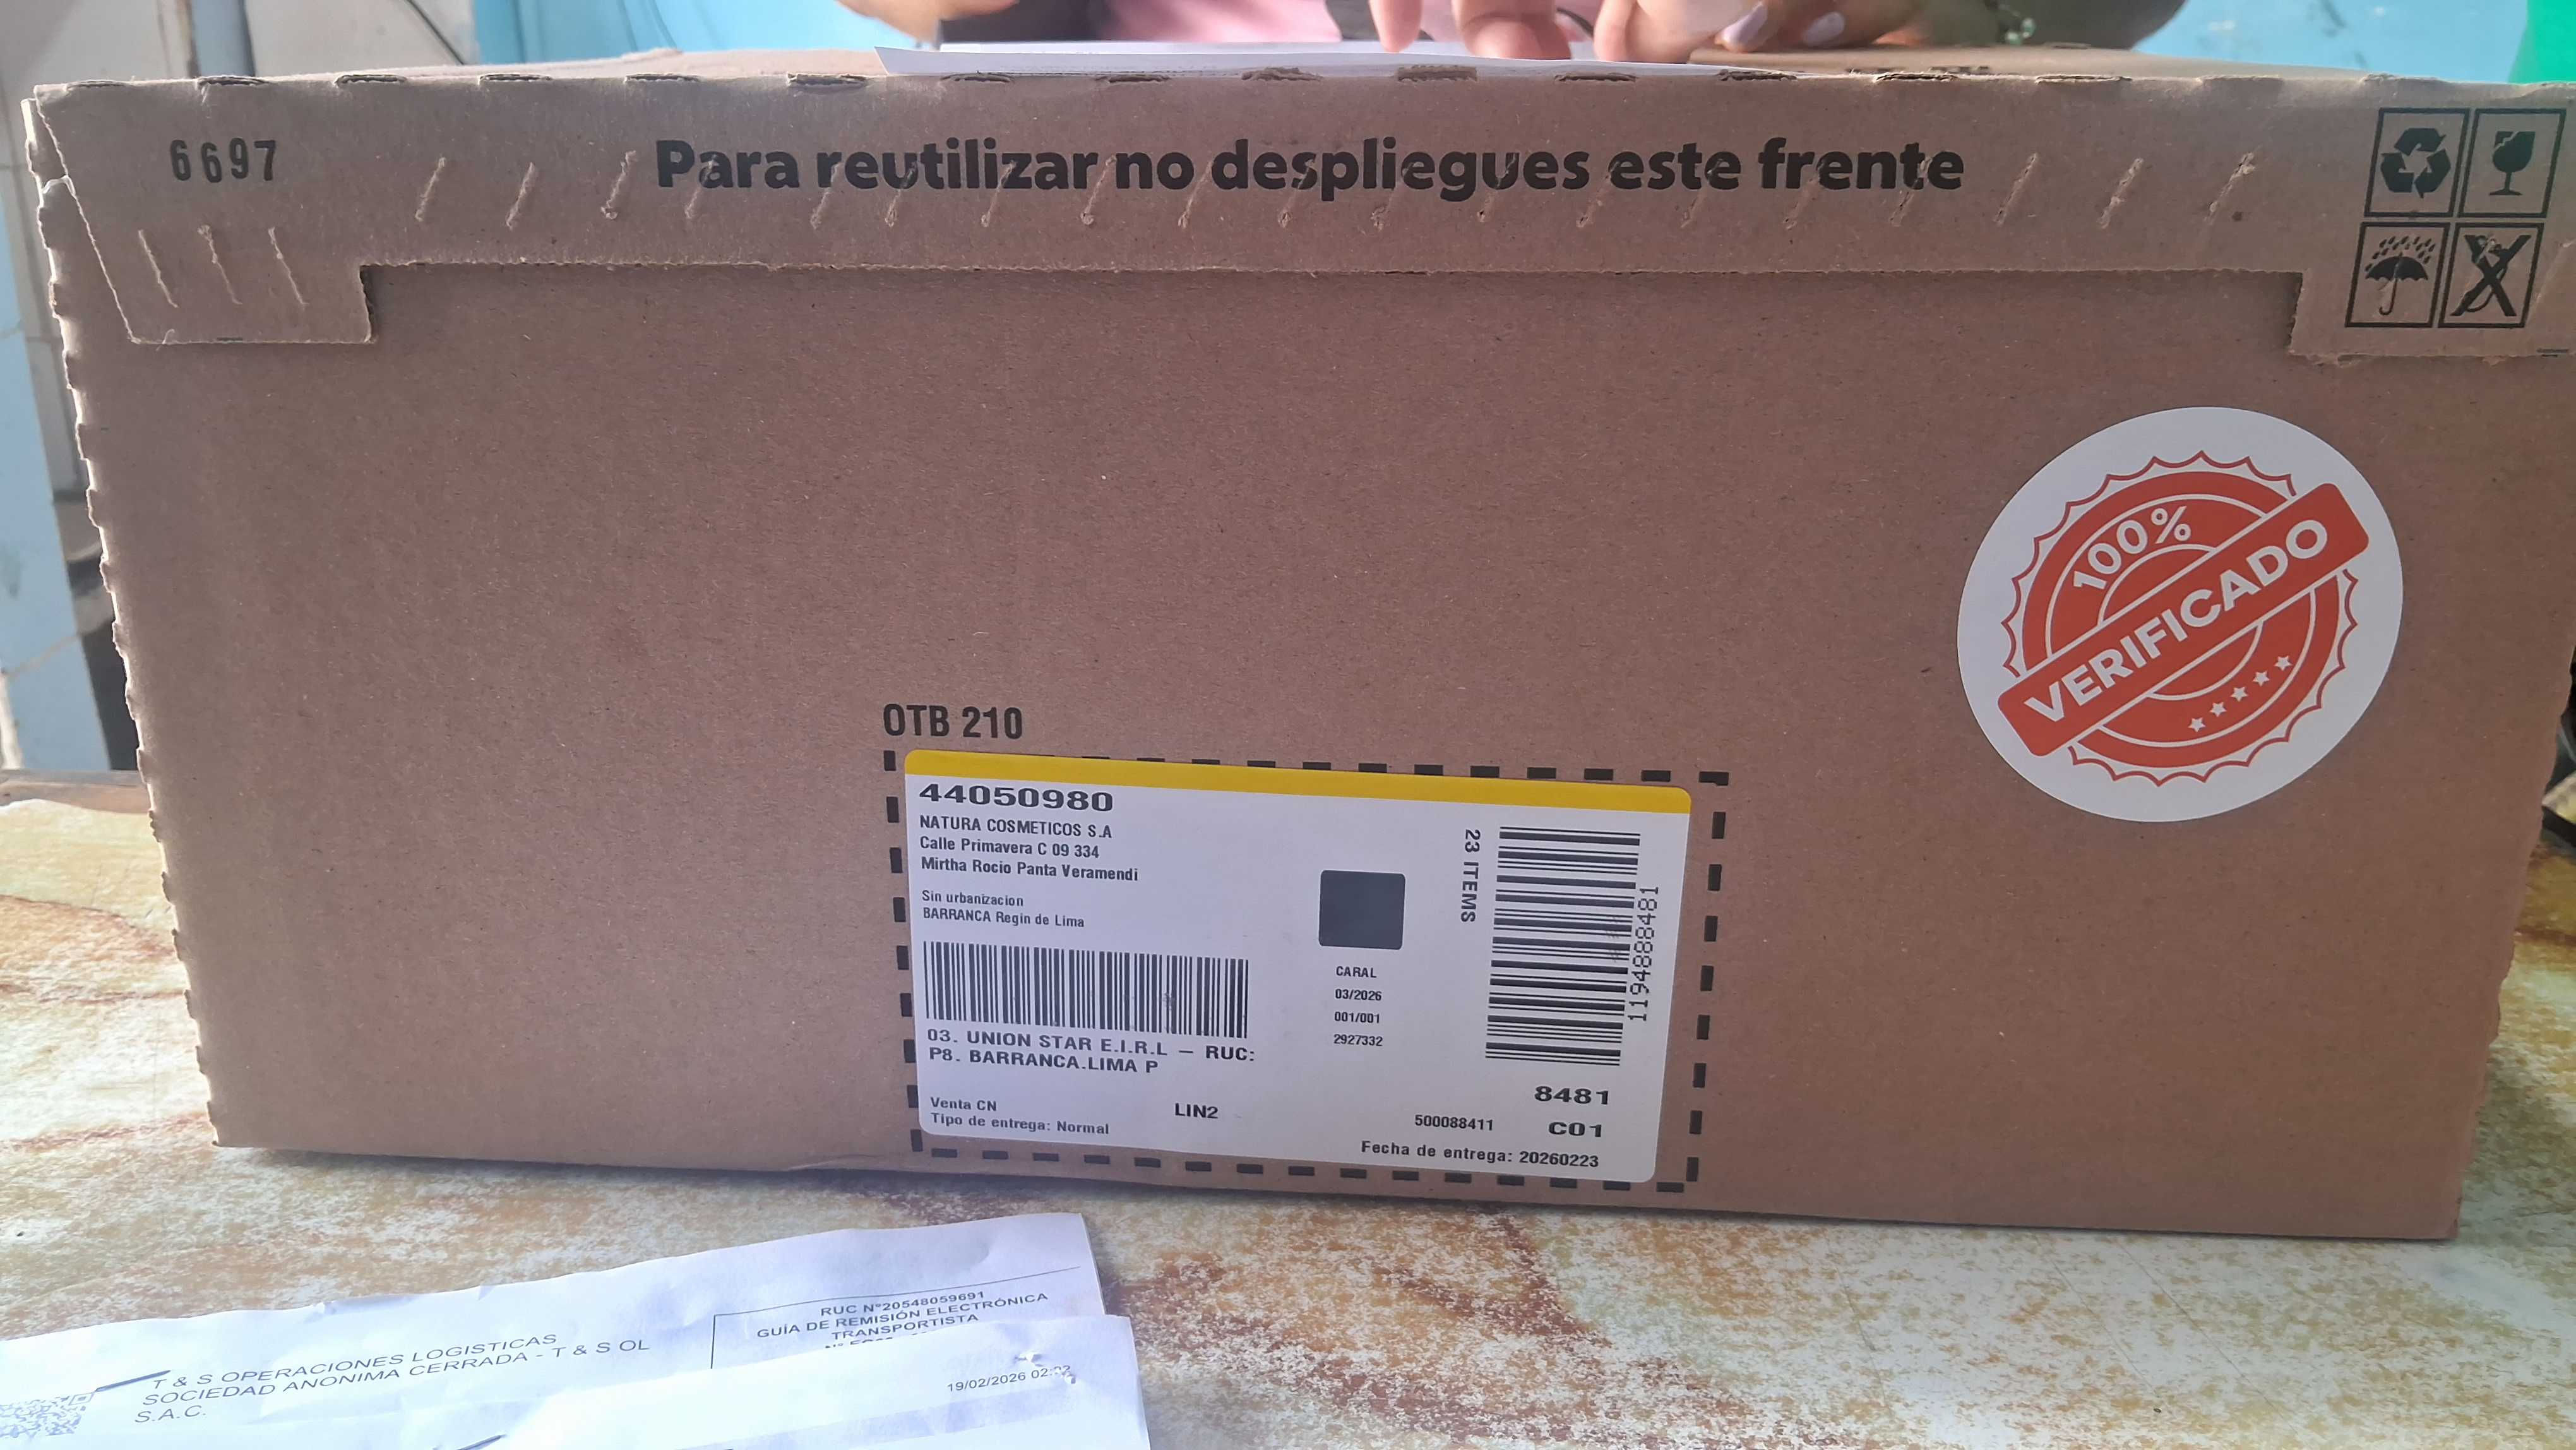 6697
Para reutilizar no despliegues este frente
100%
VERIFICADO
OTB 210
44050980
NATURA COSMETICOS S.A
Calle Primavera C 09 334
Mirtha Rocio Panta Veramendi
Sin urbanizacion
BARRANCA Regin de Lima
03. UNION STAR E.I.R.L – RUC:
P8. BARRANCA.LIMA P
Venta CN
Tipo de entrega: Normal
LIN2
CARAL
03/2026
001/001
2927332
23 ITEMS
119488888481
8481
500088411
C01
Fecha de entrega: 20260223
RUC N°20548059691
GUÍA DE REMISIÓN ELECTRÓNICA
TRANSPORTISTA
T & S OPERACIONES LOGISTICAS
SOCIEDAD ANONIMA CERRADA - T & S OL
S.A.C.
19/02/2026